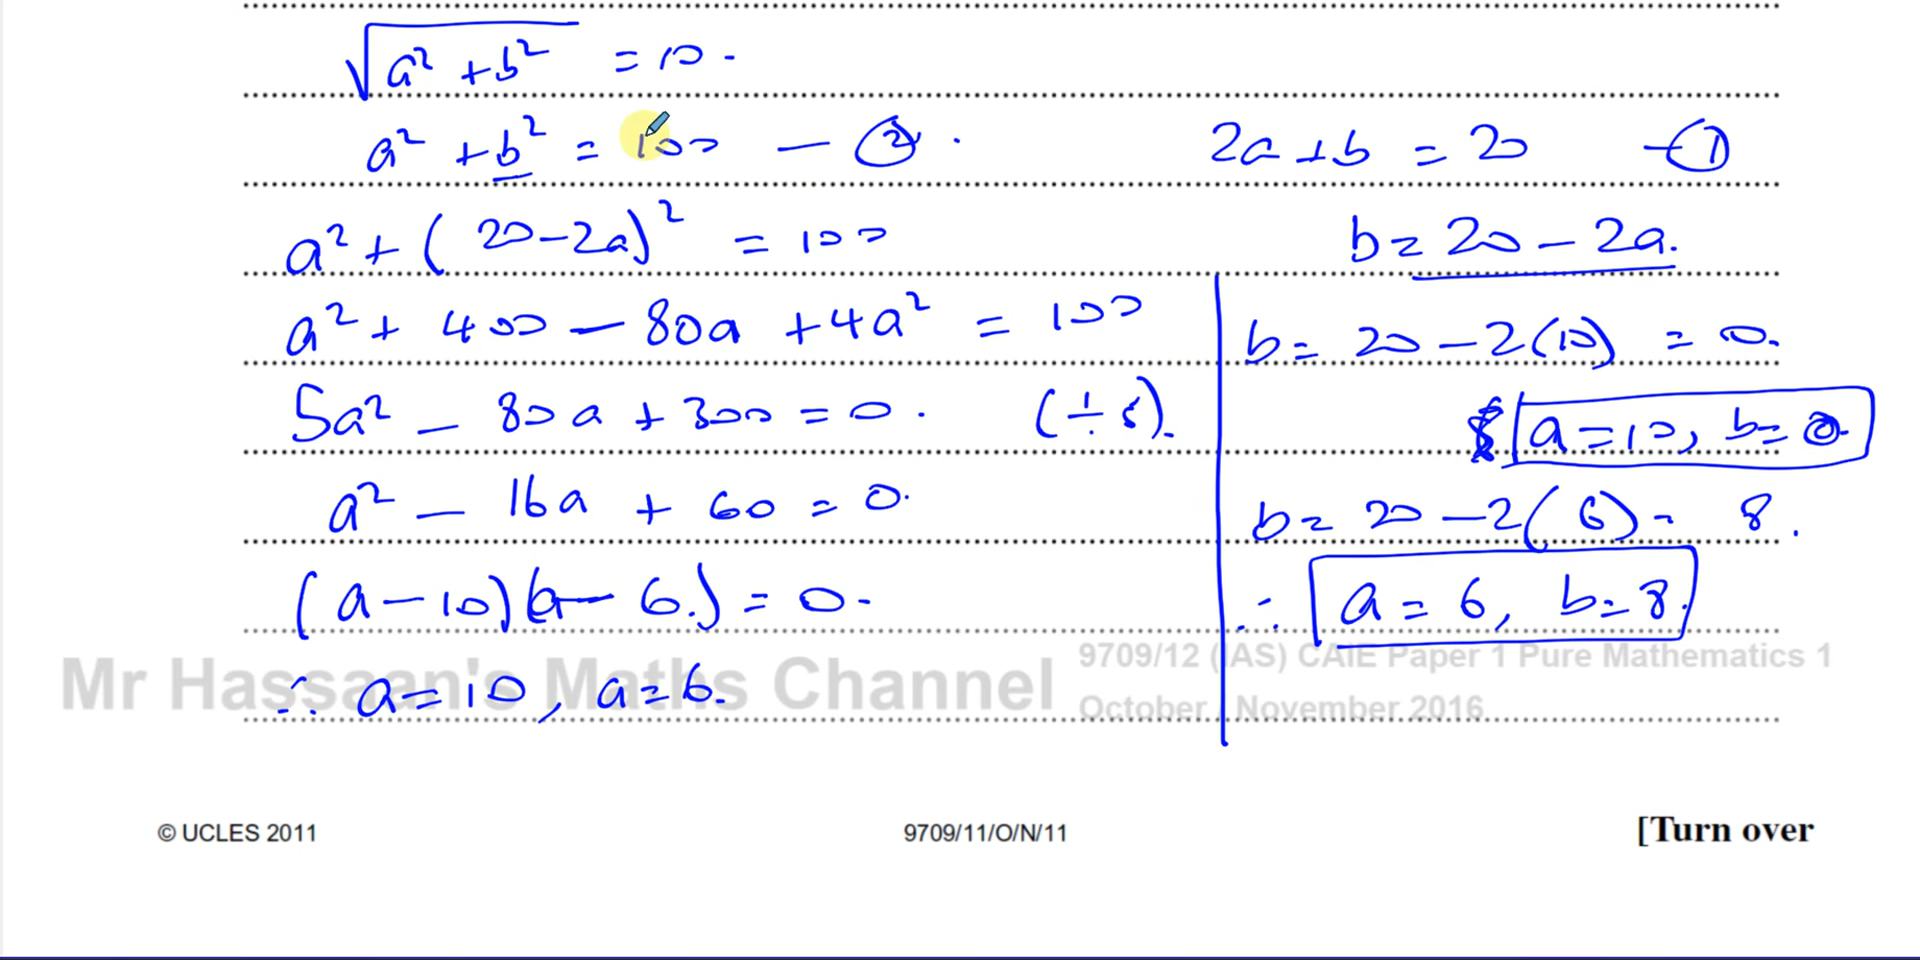 √(a² + b²) = 10.
a² + b² = 100 — ②.
2a + b = 20 — ①
a² + (20 - 2a)² = 100
b = 20 - 2a.
a² + 400 - 80a + 4a² = 100
b = 20 - 2(10) = 0.
5a² - 80a + 300 = 0. (÷5).
a = 10, b = 0.
a² - 16a + 60 = 0.
b = 20 - 2(6) = 8.
(a - 10)(a - 6) = 0.
∴ a = 6, b = 8.
∴ a = 10, a = 6.
Mr Hassaan's Maths Channel
9709/12 (AS) CAIE Paper 1 Pure Mathematics 1
October / November 2016
© UCLES 2011
9709/11/O/N/11
[Turn over